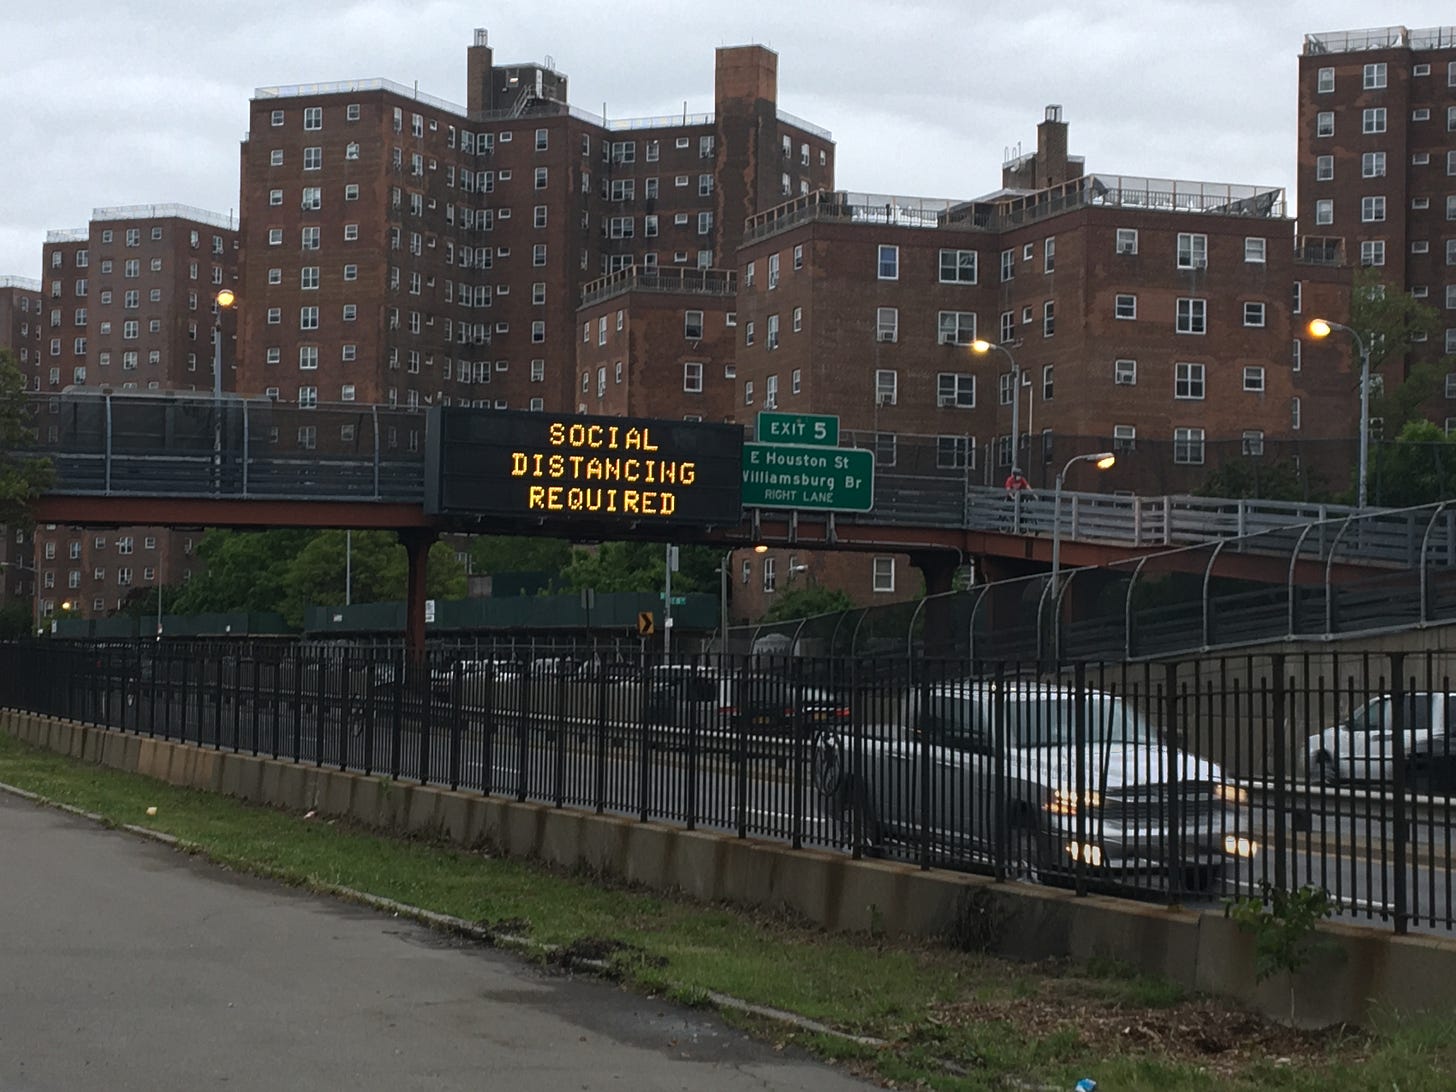 SOCIAL
DISTANCING
REQUIRED
EXIT 5
E Houston St
Williamsburg Br
RIGHT LANE